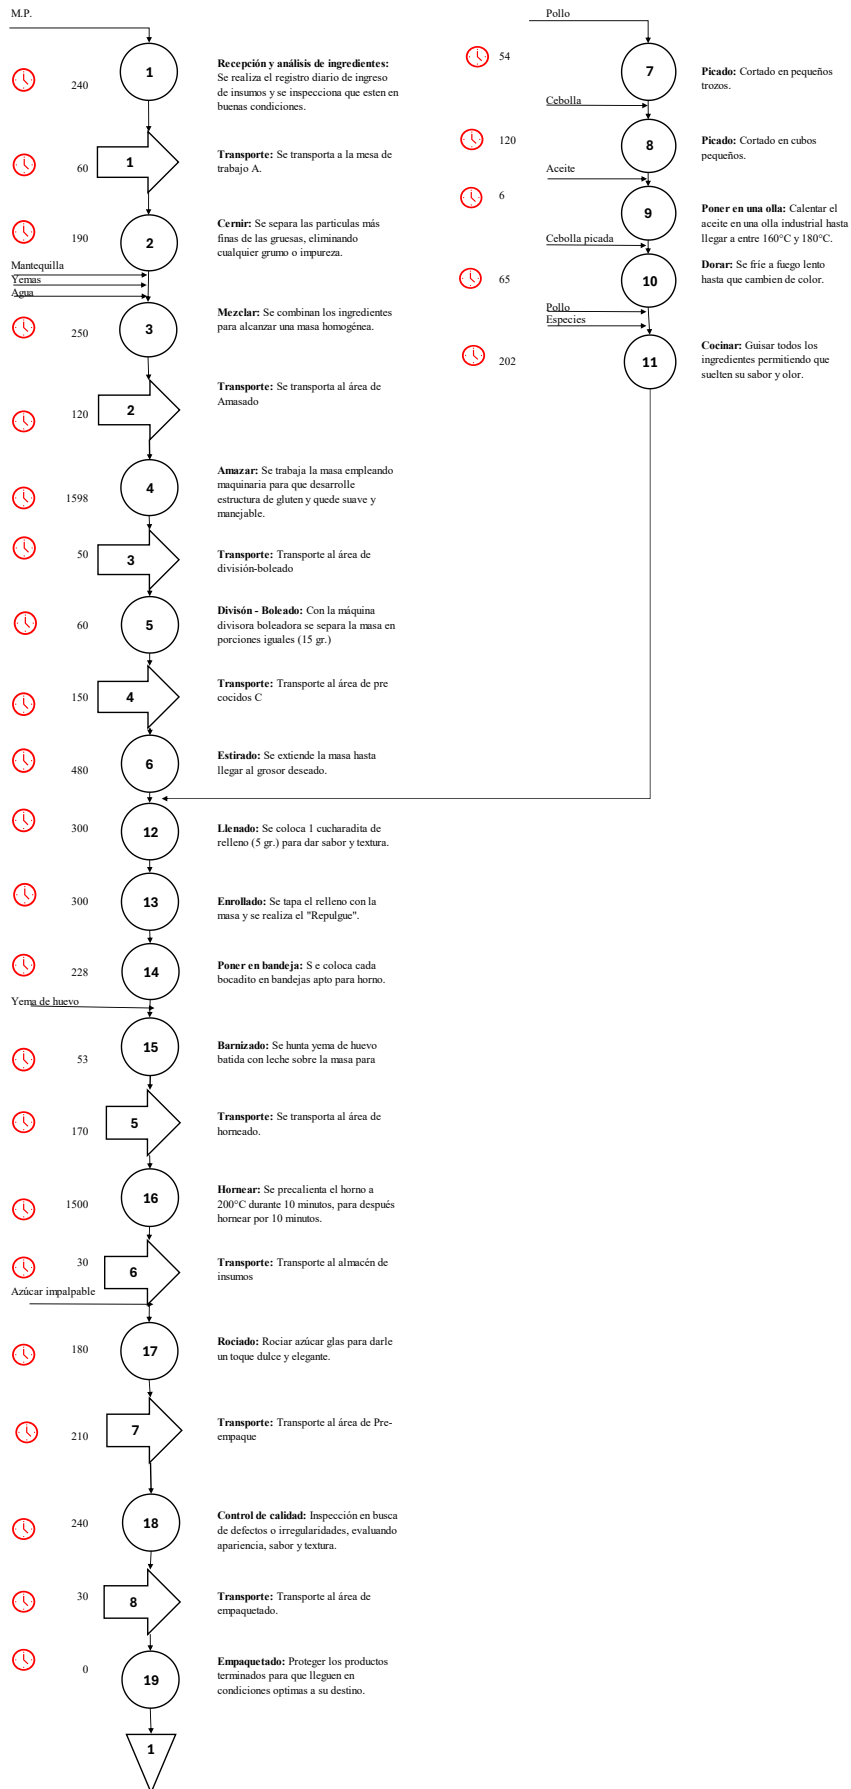 M.P.
240
1
Recepción y análisis de ingredientes:
Se realiza el registro diario de ingreso
de insumos y se inspecciona que esten en
buenas condiciones.
60
1
Transporte: Se transporta a la mesa de
trabajo A.
190
2
Cernir: Se separa las particulas más
finas de las gruesas, eliminando
cualquier grumo o impureza.
Mantequilla
Yemas
Agua
250
3
Mezclar: Se combinan los ingredientes
para alcanzar una masa homogénea.
120
2
Transporte: Se transporta al área de
Amasado
1598
4
Amazar: Se trabaja la masa empleando
maquinaria para que desarrolle
estructura de gluten y quede suave y
manejable.
50
3
Transporte: Transporte al área de
división-boleado
60
5
Divisón - Boleado: Con la máquina
divisora boleadora se separa la masa en
porciones iguales (15 gr.)
150
4
Transporte: Transporte al área de pre
cocidos C
480
6
Estirado: Se extiende la masa hasta
llegar al grosor deseado.
300
12
Llenado: Se coloca 1 cucharadita de
relleno (5 gr.) para dar sabor y textura.
300
13
Enrollado: Se tapa el relleno con la
masa y se realiza el "Repulgue".
228
14
Poner en bandeja: S e coloca cada
bocadito en bandejas apto para horno.
Yema de huevo
53
15
Barnizado: Se hunta yema de huevo
batida con leche sobre la masa para
170
5
Transporte: Se transporta al área de
horneado.
1500
16
Hornear: Se precalienta el horno a
200°C durante 10 minutos, para después
hornear por 10 minutos.
30
6
Transporte: Transporte al almacén de
insumos
Azúcar impalpable
180
17
Rociado: Rociar azúcar glas para darle
un toque dulce y elegante.
210
7
Transporte: Transporte al área de Pre-
empaque
240
18
Control de calidad: Inspección en busca
de defectos o irregularidades, evaluando
apariencia, sabor y textura.
30
8
Transporte: Transporte al área de
empaquetado.
0
19
Empaquetado: Proteger los productos
terminados para que lleguen en
condiciones optimas a su destino.
1
Pollo
54
7
Picado: Cortado en pequeños
trozos.
Cebolla
120
8
Picado: Cortado en cubos
pequeños.
Aceite
6
9
Poner en una olla: Calentar el
aceite en una olla industrial hasta
llegar a entre 160°C y 180°C.
Cebolla picada
65
10
Dorar: Se fríe a fuego lento
hasta que cambien de color.
Pollo
Especies
202
11
Cocinar: Guisar todos los
ingredientes permitiendo que
suelten su sabor y olor.